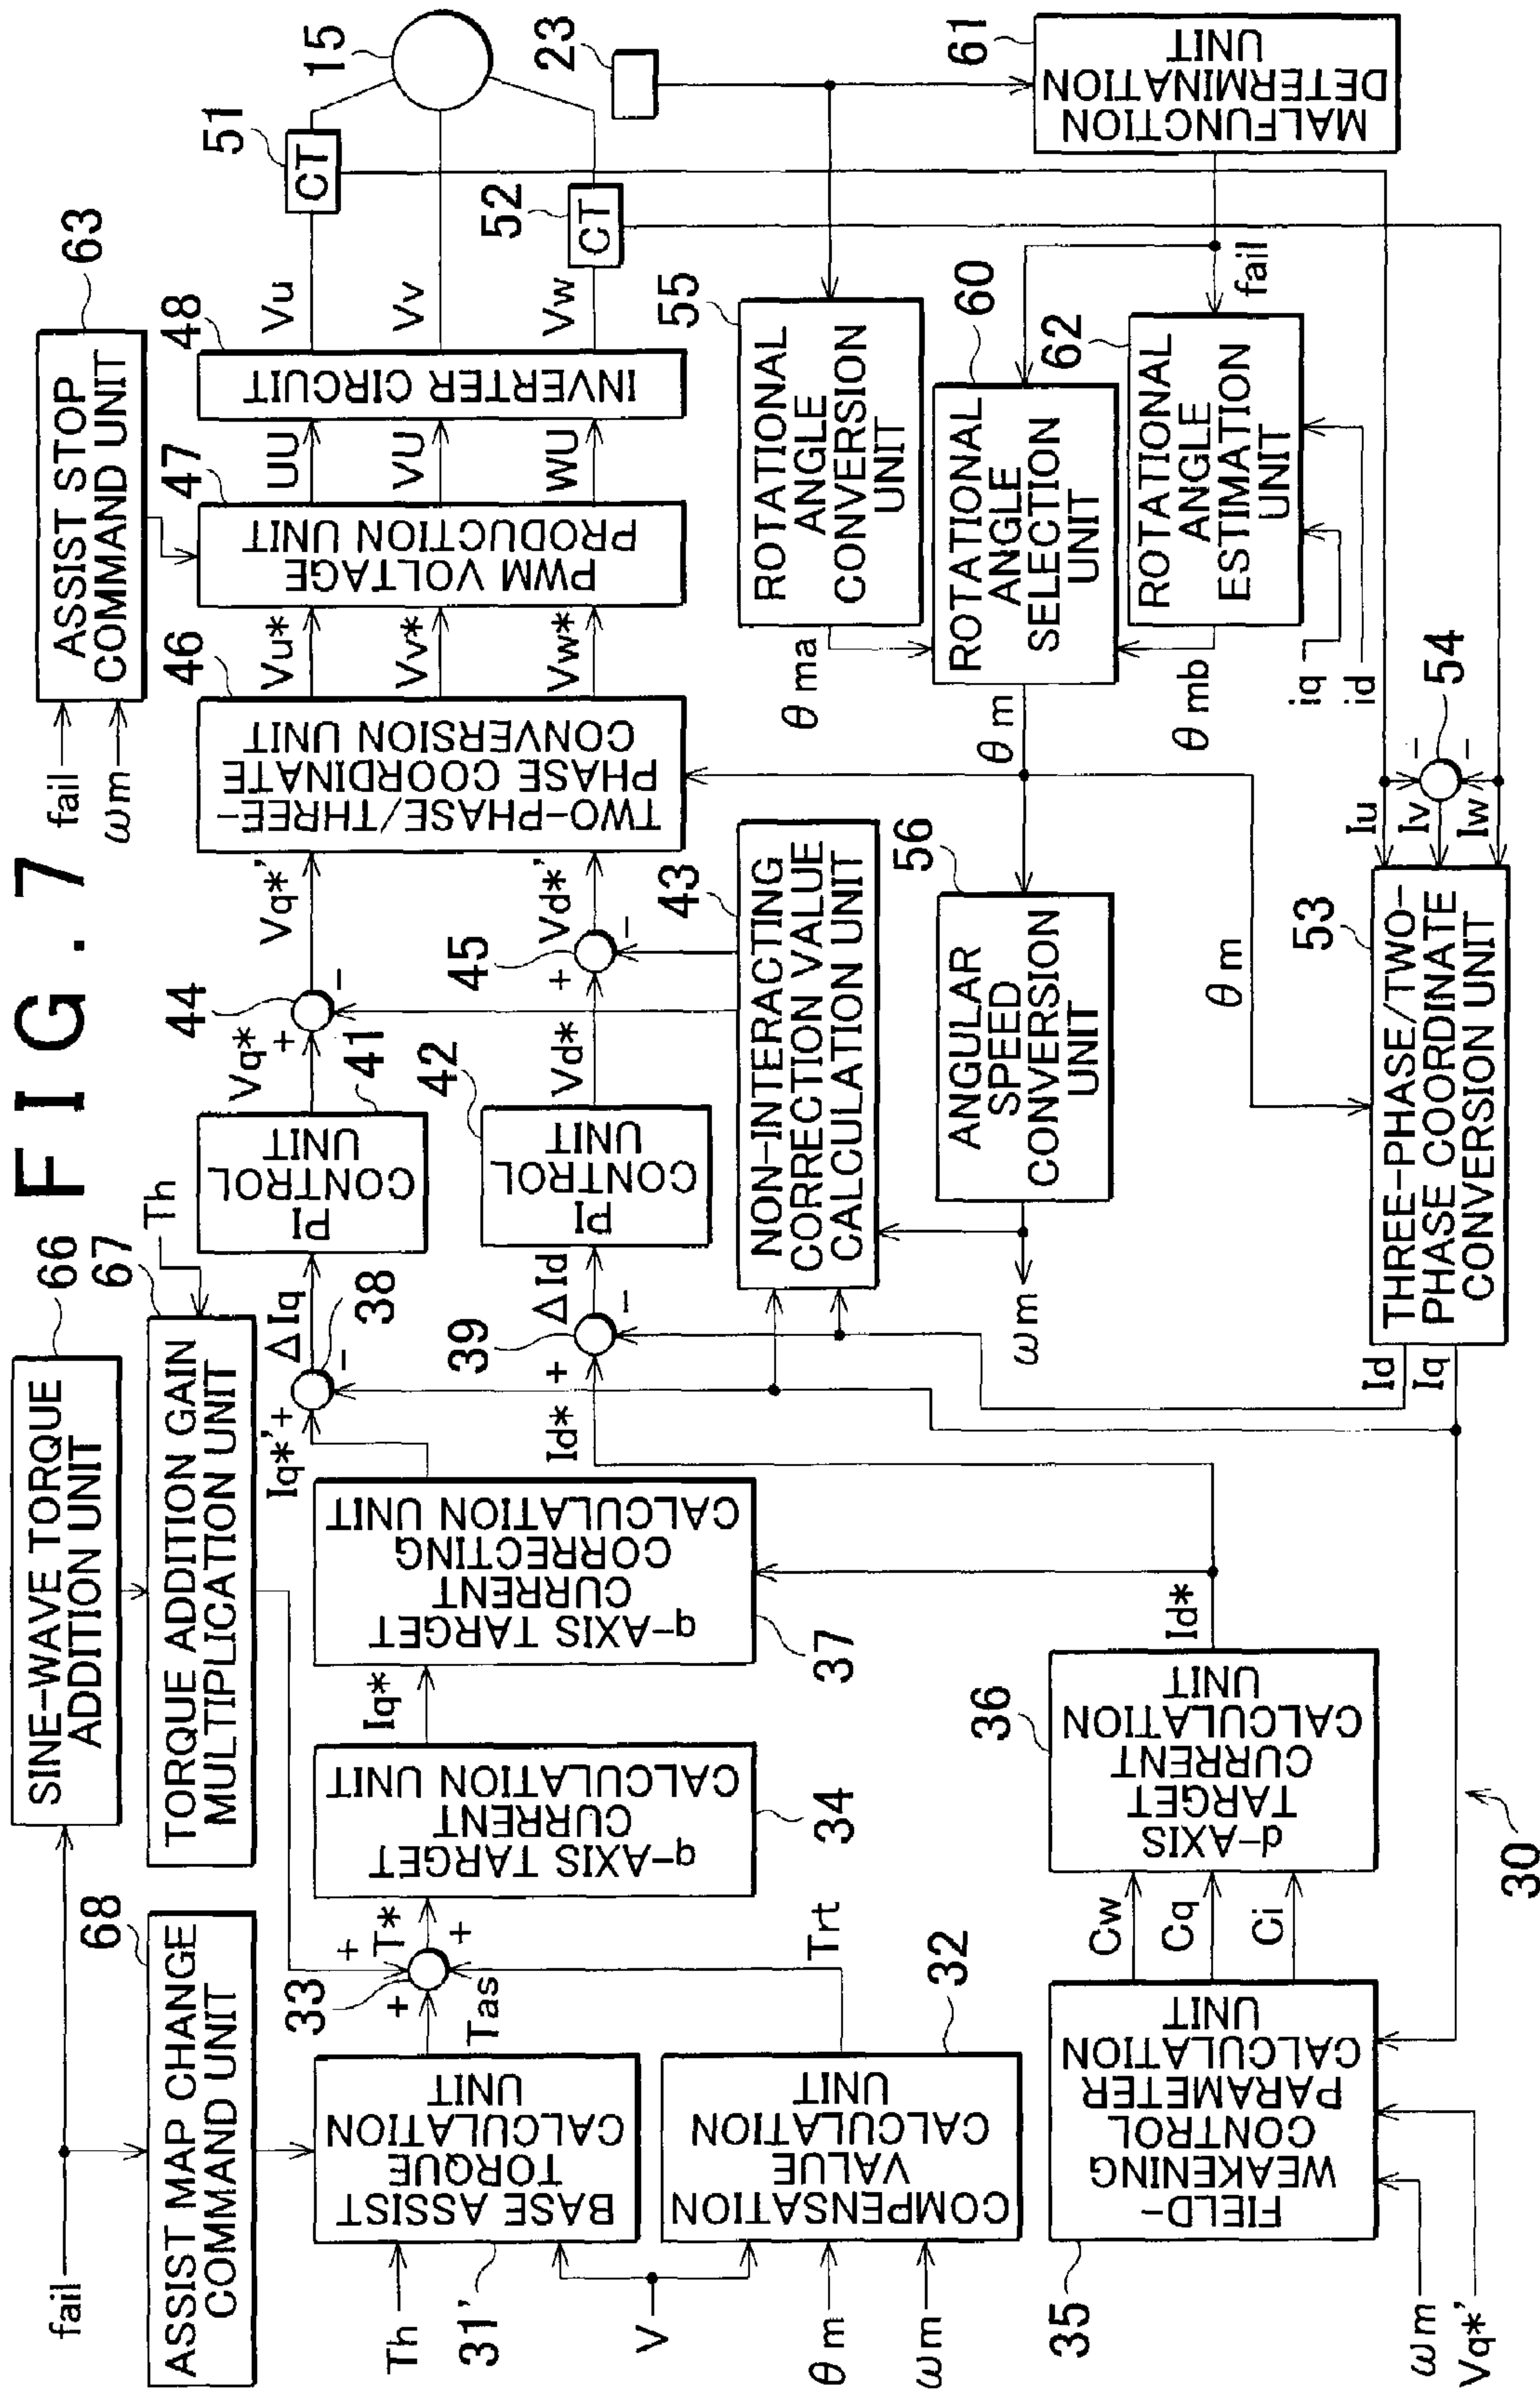 FIG. 7
fail
ASSIST MAP CHANGE
COMMAND UNIT
68
SINE-WAVE TORQUE
ADDITION UNIT
66
TORQUE ADDITION GAIN
MULTIPLICATION UNIT
67
Th
fail
ωm
ASSIST STOP
COMMAND UNIT
63
Th
V
BASE ASSIST
TORQUE
CALCULATION
UNIT
31'
Tas
33
+
+
+
T*
q-AXIS TARGET
CURRENT
CALCULATION UNIT
34
Iq*
q-AXIS TARGET
CURRENT
CORRECTING
CALCULATION UNIT
37
Iq*'
+
-
38
ΔIq
PI
CONTROL
UNIT
41
Vq*
+
-
44
Vq*'
TWO-PHASE/THREE-
PHASE COORDINATE
CONVERSION UNIT
46
Vu*
Vv*
Vw*
PWM VOLTAGE
PRODUCTION UNIT
47
UU
VU
WU
INVERTER CIRCUIT
48
Vu
Vv
Vw
CT
51
CT
52
15
23
θm
ωm
COMPENSATION
VALUE
CALCULATION
UNIT
32
Trt
Id*
+
-
39
ΔId
PI
CONTROL
UNIT
42
Vd*
+
-
45
Vd*'
NON-INTERACTING
CORRECTION VALUE
CALCULATION UNIT
43
ROTATIONAL
ANGLE
CONVERSION
UNIT
55
θma
ωm
ANGULAR
SPEED
CONVERSION
UNIT
56
θm
ROTATIONAL
ANGLE
SELECTION
UNIT
60
θmb
ROTATIONAL
ANGLE
ESTIMATION
UNIT
62
iq
id
fail
MALFUNCTION
DETERMINATION
UNIT
61
ωm
Vq*'
FIELD-
WEAKENING
CONTROL
PARAMETER
CALCULATION
UNIT
35
Cw
Cq
Ci
d-AXIS
TARGET
CURRENT
CALCULATION
UNIT
36
Id*
θm
Id
Iq
THREE-PHASE/TWO-
PHASE COORDINATE
CONVERSION UNIT
53
Iu
Iv
Iw
-
-
54
30